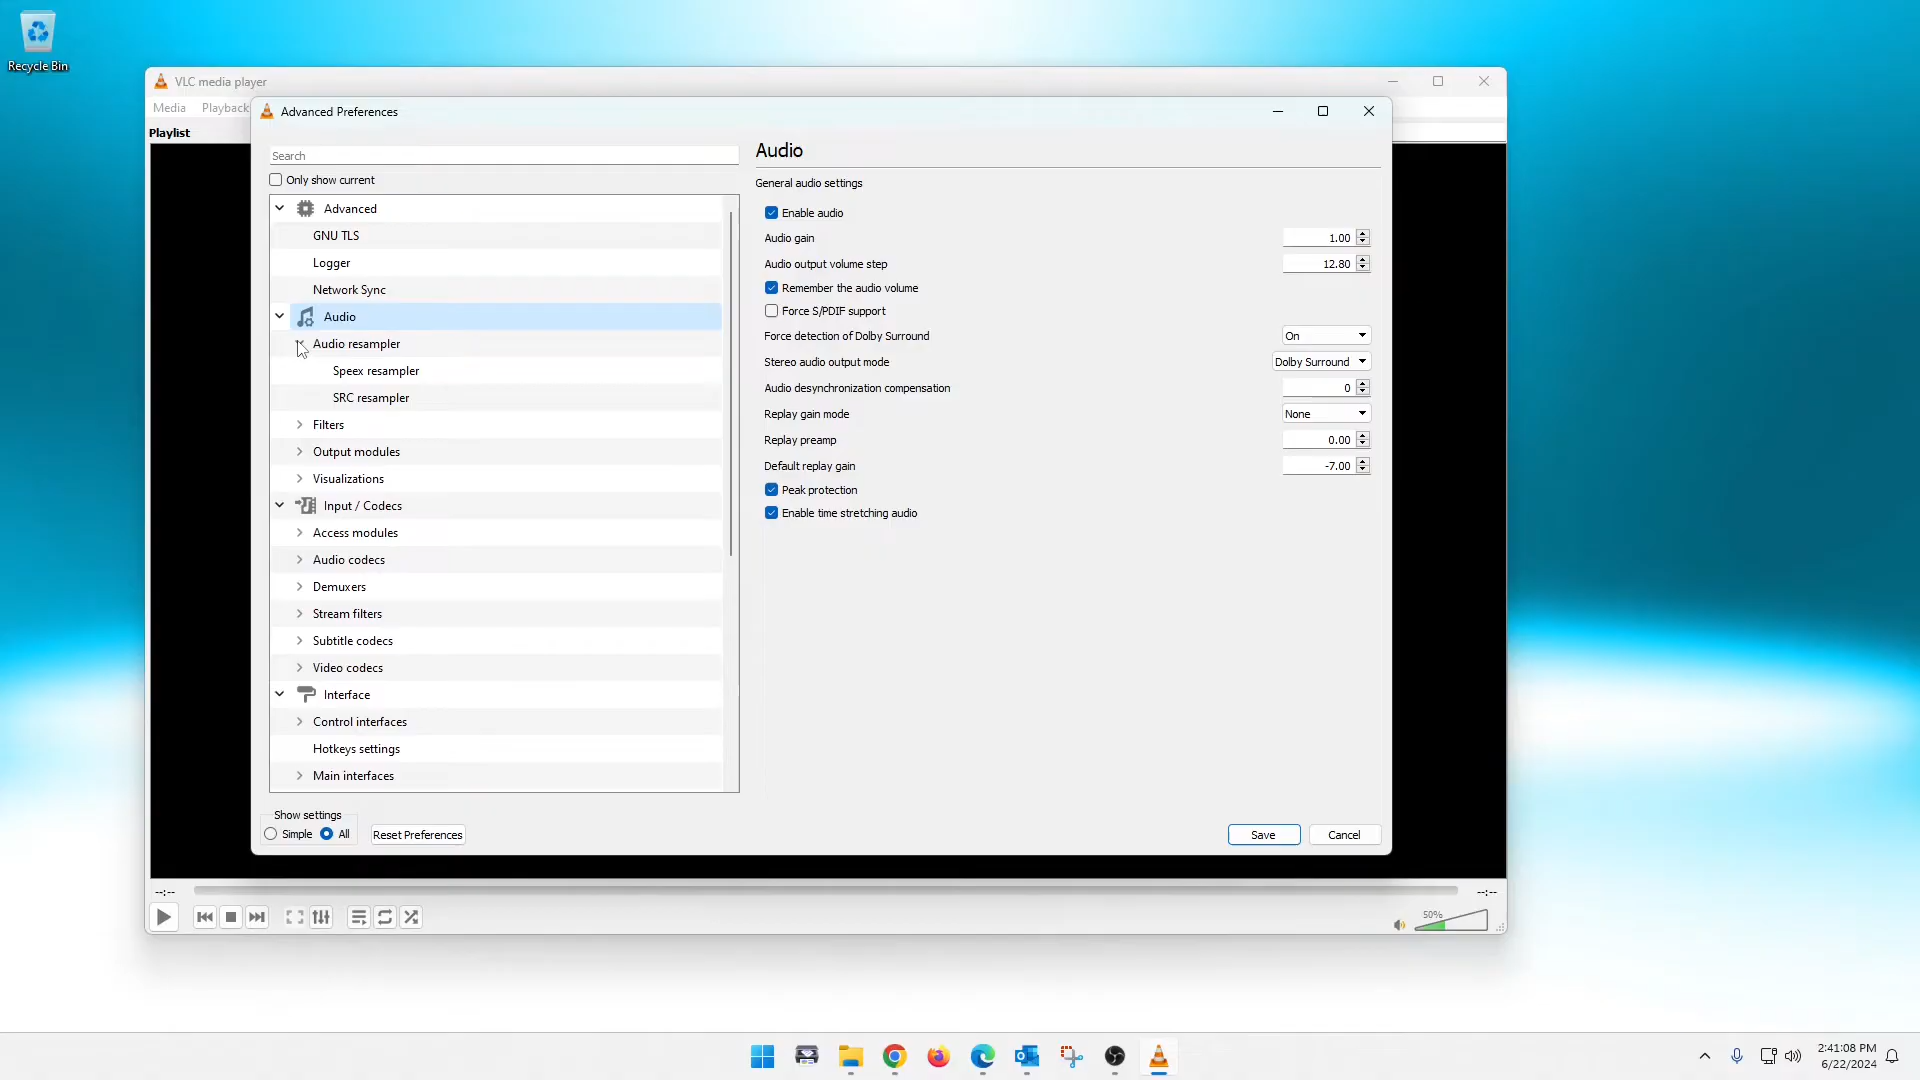 Recycle Bin
VLC media player
Media Playback
Playlist
Advanced Preferences
Search
Only show current
Advanced
GNU TLS
Logger
Network Sync
Audio
Audio resampler
Speex resampler
SRC resampler
Filters
Output modules
Visualizations
Input / Codecs
Access modules
Audio codecs
Demuxers
Stream filters
Subtitle codecs
Video codecs
Interface
Control interfaces
Hotkeys settings
Main interfaces
Show settings
Simple All
Reset Preferences
Audio
General audio settings
Enable audio
Audio gain 1.00
Audio output volume step 12.80
Remember the audio volume
Force S/PDIF support
Force detection of Dolby Surround On
Stereo audio output mode Dolby Surround
Audio desynchronization compensation 0
Replay gain mode None
Replay preamp 0.00
Default replay gain -7.00
Peak protection
Enable time stretching audio
Save Cancel
--:-- --:--
50%
2:41:08 PM
6/22/2024